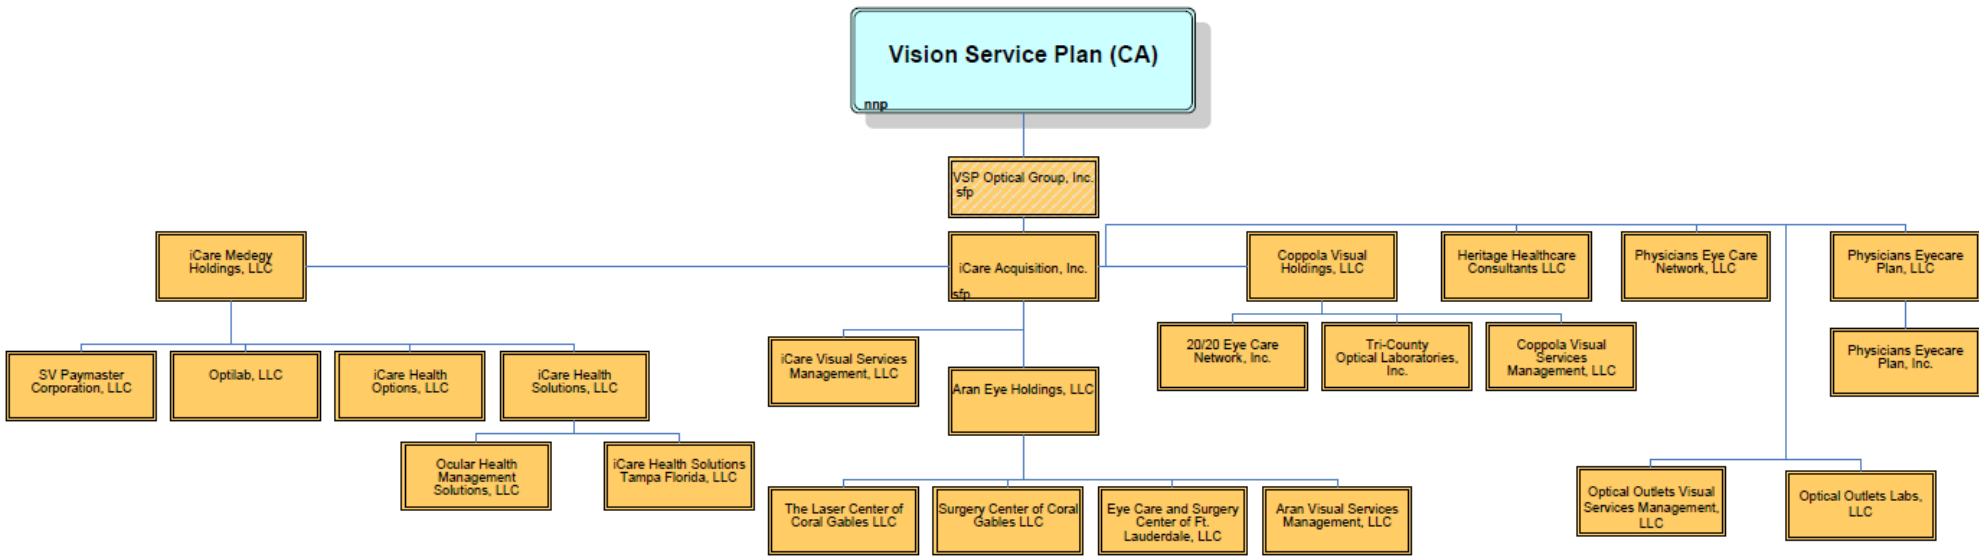 Vision Service Plan (CA)
nnp
VSP Optical Group, Inc.
sfp
iCare Medegy
Holdings, LLC
iCare Acquisition, Inc.
sfp
Coppola Visual
Holdings, LLC
Heritage Healthcare
Consultants LLC
Physicians Eye Care
Network, LLC
Physicians Eyecare
Plan, LLC
SV Paymaster
Corporation, LLC
Optilab, LLC
iCare Health
Options, LLC
iCare Health
Solutions, LLC
iCare Visual Services
Management, LLC
Aran Eye Holdings, LLC
20/20 Eye Care
Network, Inc.
Tri-County
Optical Laboratories,
Inc.
Coppola Visual
Services
Management, LLC
Physicians Eyecare
Plan, Inc.
Ocular Health
Management
Solutions, LLC
iCare Health Solutions
Tampa Florida, LLC
The Laser Center of
Coral Gables LLC
Surgery Center of Coral
Gables LLC
Eye Care and Surgery
Center of Ft.
Lauderdale, LLC
Aran Visual Services
Management, LLC
Optical Outlets Visual
Services Management,
LLC
Optical Outlets Labs,
LLC